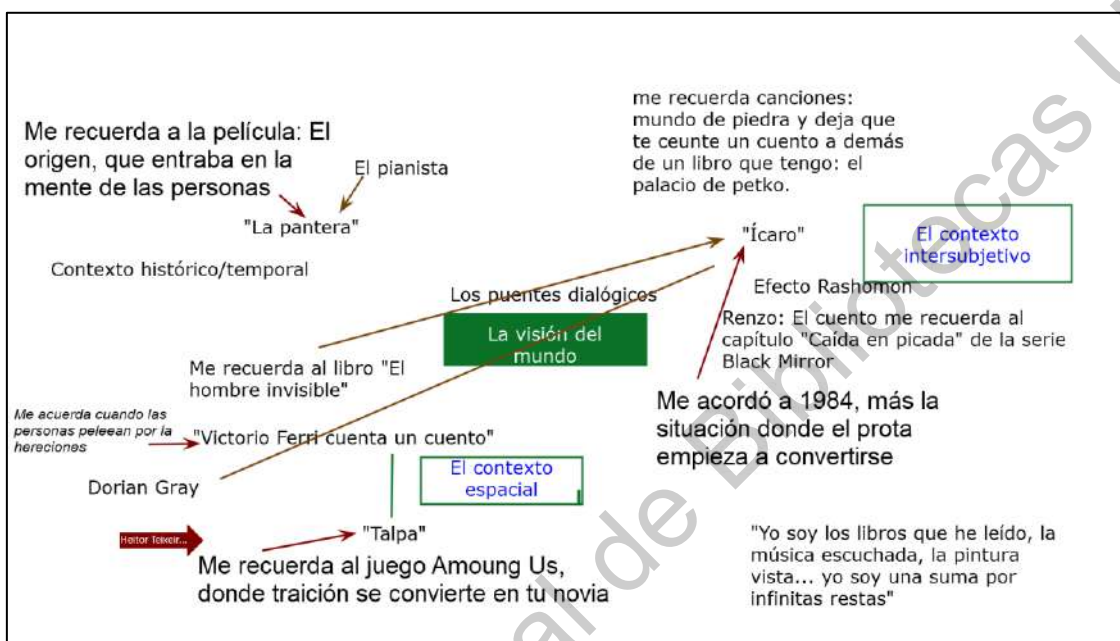 me recuerda canciones:
mundo de piedra y deja que
te ceunte un cuento a demás
de un libro que tengo: el
palacio de petko.
Me recuerda a la película: El
origen, que entraba en la
mente de las personas
El pianista
"La pantera"
"Ícaro"
El contexto
intersubjetivo
Contexto histórico/temporal
Efecto Rashomon
Los puentes dialógicos
La visión del
mundo
Renzo: El cuento me recuerda al
capítulo "Caída en picada" de la serie
Black Mirror
Me recuerda al libro "El
hombre invisible"
Me acordó a 1984, más la
situación donde el prota
empieza a convertirse
Me acuerda cuando las
personas peleean por la
hereciones
"Victorio Ferri cuenta un cuento"
El contexto
espacial
Dorian Gray
Heitor Teixeir...
"Talpa"
Me recuerda al juego Amoung Us,
donde traición se convierte en tu novia
"Yo soy los libros que he leído, la
música escuchada, la pintura
vista... yo soy una suma por
infinitas restas"
al de Bibliotecas